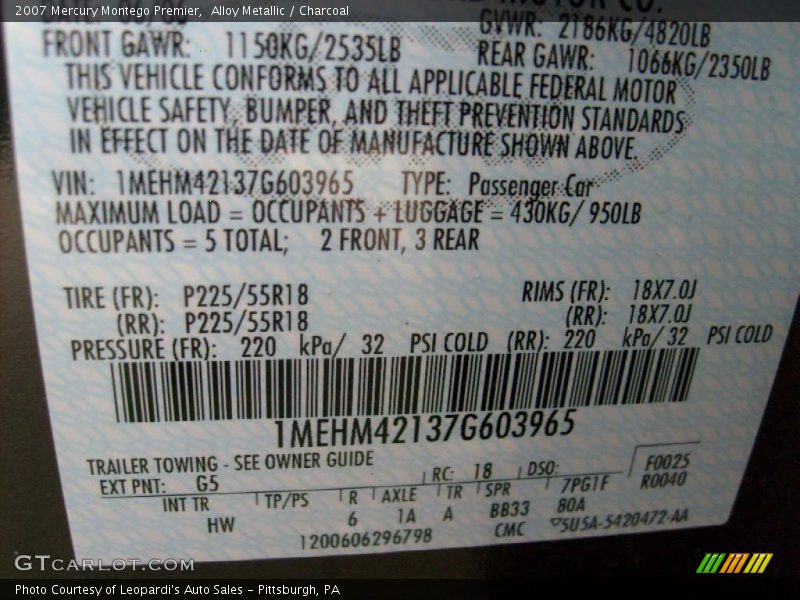 2007 Mercury Montego Premier, Alloy Metallic / Charcoal
MOTOR CO.
GVWR: 2186KG/4820LB
FRONT GAWR: 1150KG/2535LB REAR GAWR: 1066KG/2350LB
THIS VEHICLE CONFORMS TO ALL APPLICABLE FEDERAL MOTOR
VEHICLE SAFETY, BUMPER, AND THEFT PREVENTION STANDARDS
IN EFFECT ON THE DATE OF MANUFACTURE SHOWN ABOVE.
VIN: 1MEHM42137G603965 TYPE: Passenger Car
MAXIMUM LOAD = OCCUPANTS + LUGGAGE = 430KG/ 950LB
OCCUPANTS = 5 TOTAL; 2 FRONT, 3 REAR
TIRE (FR): P225/55R18 RIMS (FR): 18X7.0J
(RR): P225/55R18 (RR): 18X7.0J
PRESSURE (FR): 220 kPa/ 32 PSI COLD (RR): 220 kPa/ 32 PSI COLD
1MEHM42137G603965
TRAILER TOWING - SEE OWNER GUIDE
EXT PNT: G5 RC: 18 DSO: F0025
INT TR TP/PS R AXLE TR SPR 7PG1F R0040
HW 6 1A A BB33 80A
1200606296798 CMC 5U5A-5420472-AA
GTCARLOT.COM
Photo Courtesy of Leopardi's Auto Sales - Pittsburgh, PA